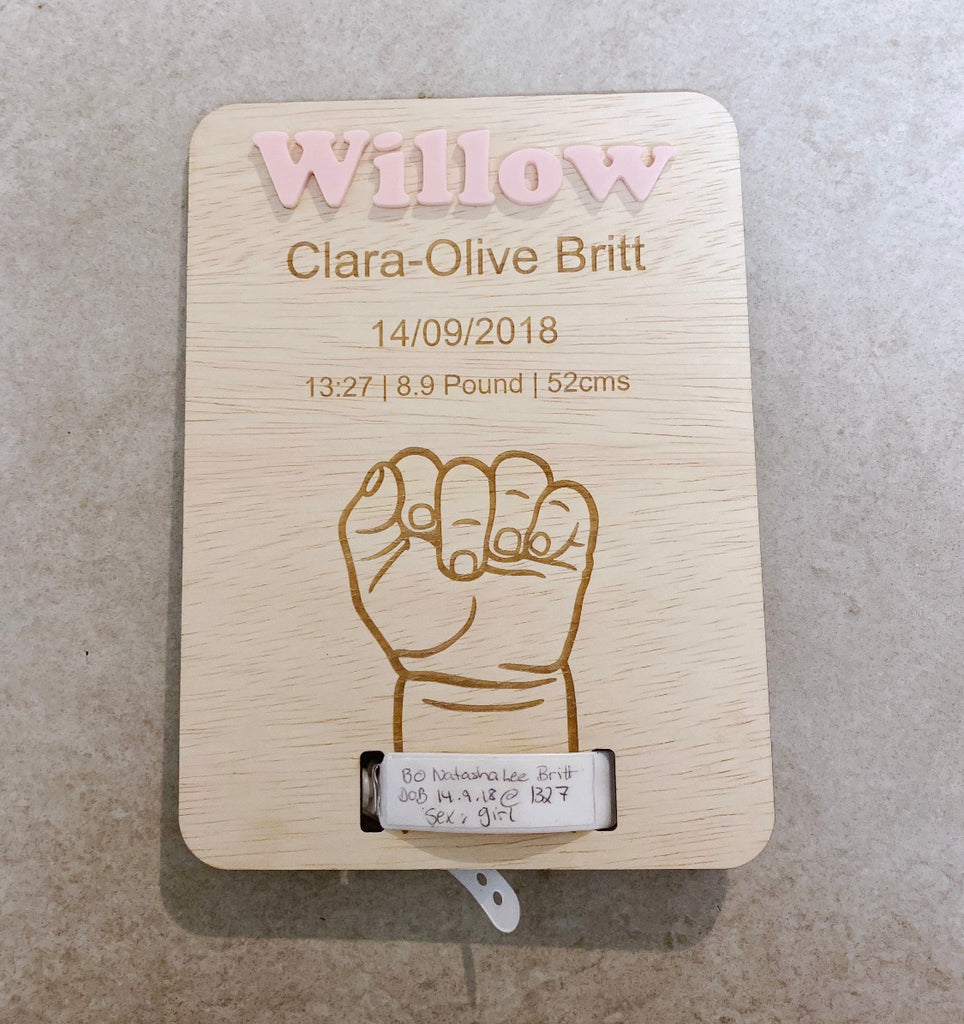 Willow
Clara-Olive Britt
14/09/2018
13:27 | 8.9 Pound | 52cms
BO Natasha Lee Britt
DOB 14.9.18 @ 1327
Sex: girl